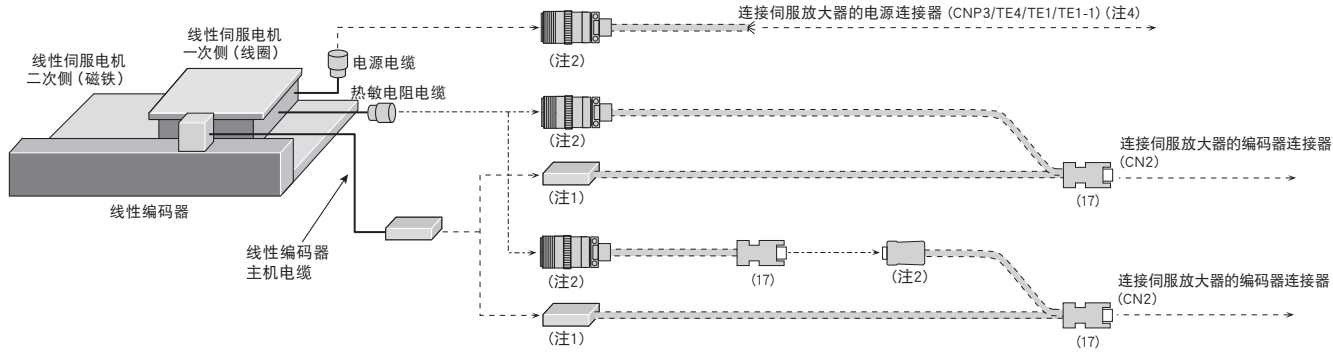 连接伺服放大器的电源连接器 (CNP3/TE4/TE1/TE1-1) (注4)
线性伺服电机
一次侧 (线圈)
线性伺服电机
二次侧 (磁铁)
电源电缆
(注2)
热敏电阻电缆
(注2)
连接伺服放大器的编码器连接器
(CN2)
(注1)
(17)
线性编码器
线性编码器
主机电缆
(注2)
(17)
(注2)
连接伺服放大器的编码器连接器
(CN2)
(注1)
(17)